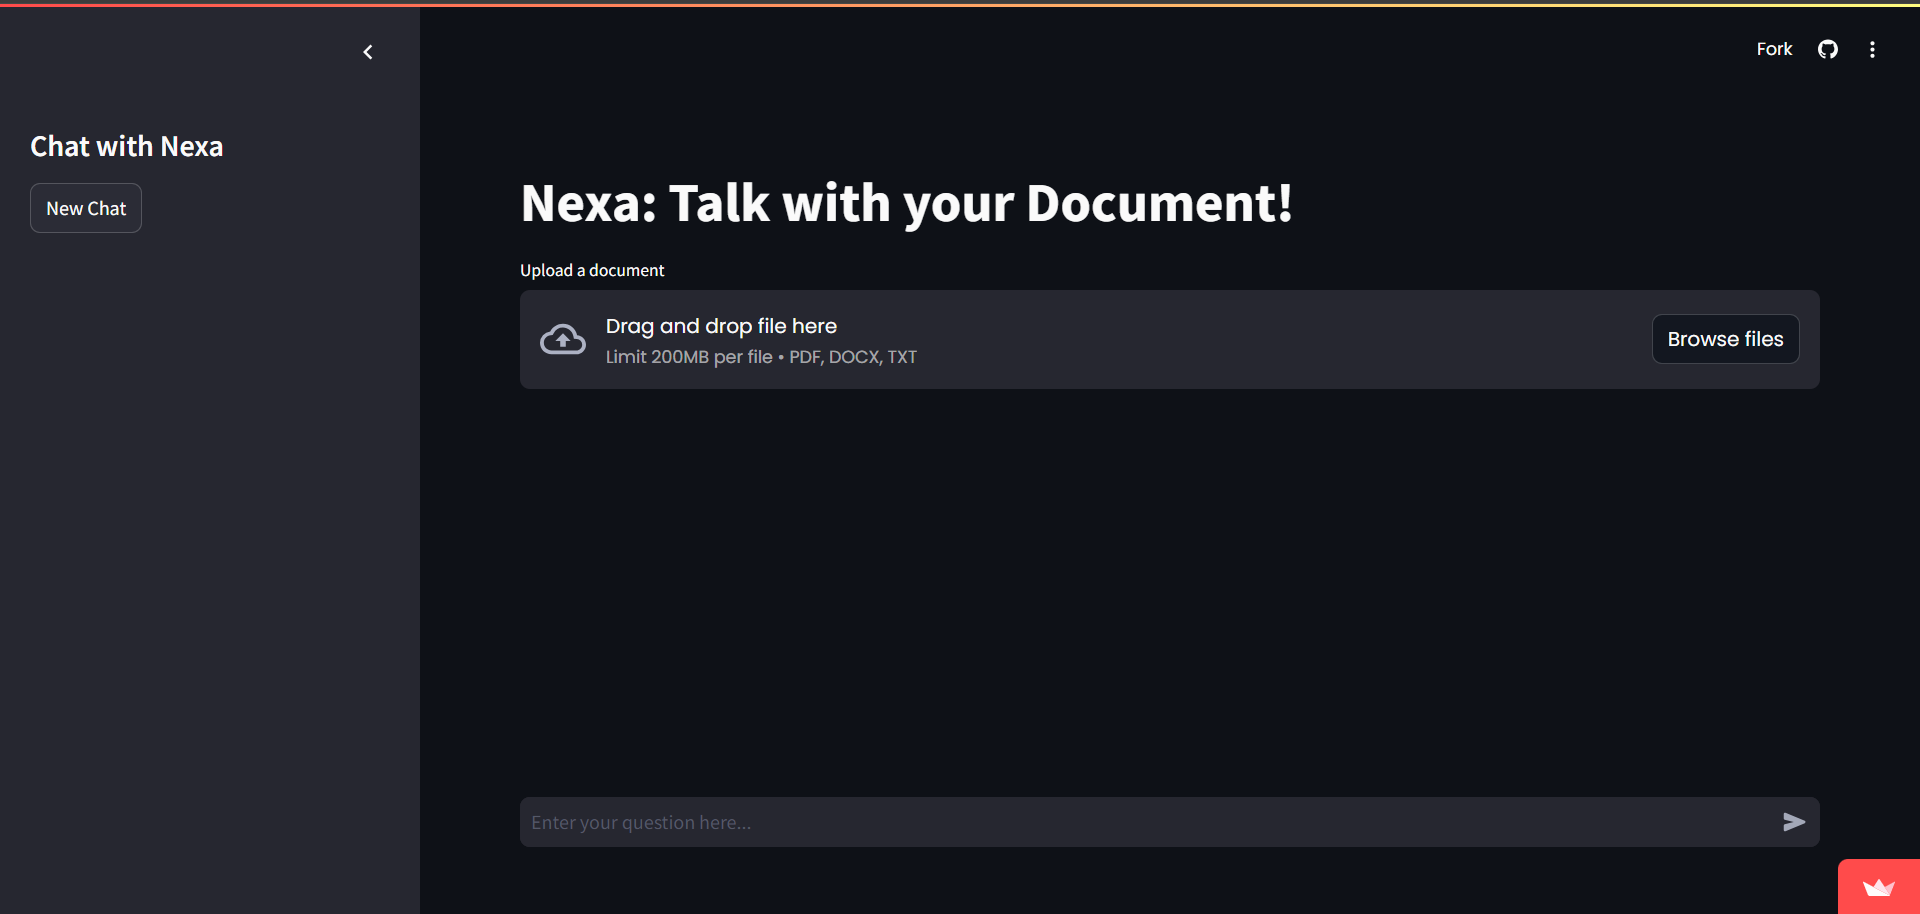 Fork
Chat with Nexa
New Chat
Nexa: Talk with your Document!
Upload a document
Drag and drop file here
Limit 200MB per file • PDF, DOCX, TXT
Browse files
Enter your question here...